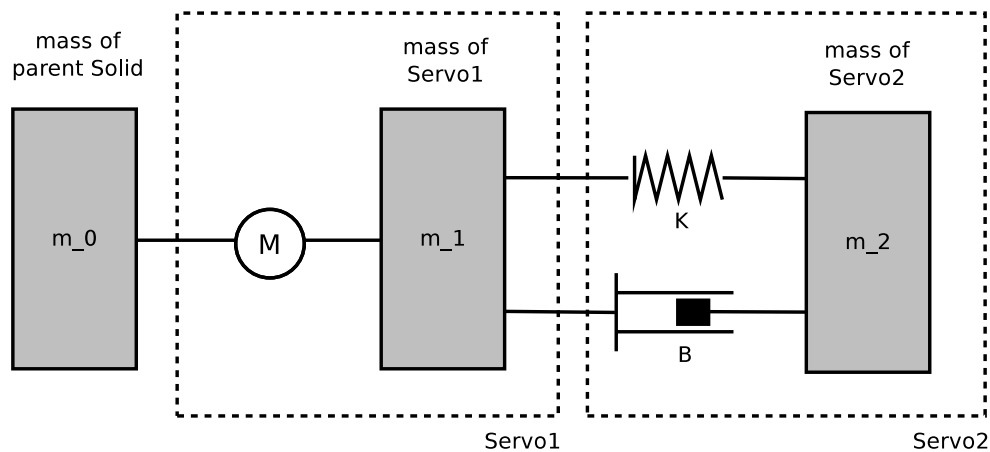 mass of
parent Solid
mass of
Servo1
mass of
Servo2
m_0
M
m_1
K
m_2
B
Servo1
Servo2